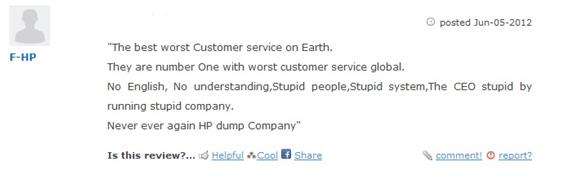 posted Jun-05-2012
F-HP
"The best worst Customer service on Earth.
They are number One with worst customer service global.
No English, No understanding,Stupid people,Stupid system,The CEO stupid by
running stupid company.
Never ever again HP dump Company"
Is this review?... Helpful Cool Share comment! report?